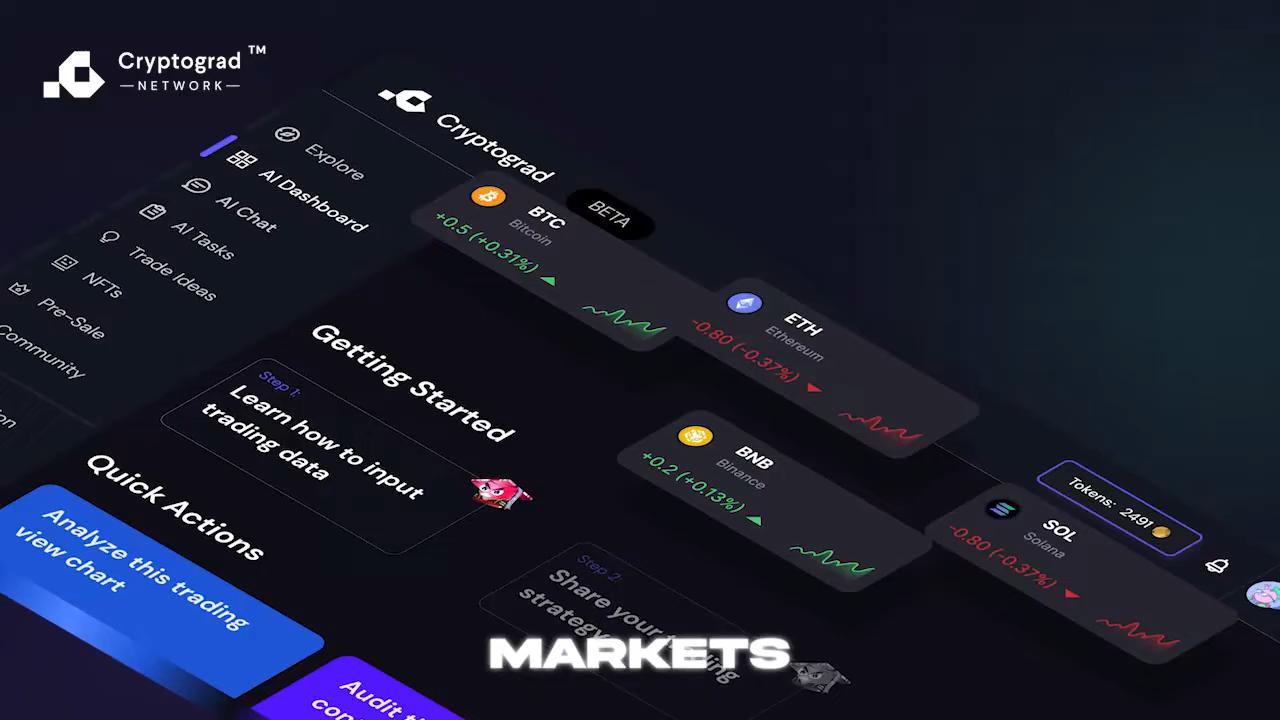 Cryptograd™
NETWORK
Cryptograd
BETA
Explore
AI Dashboard
AI Chat
AI Tasks
Trade Ideas
NFTs
Pre-Sale
Community
BTC
Bitcoin
+0.5 (+0.31%)
ETH
Ethereum
-0.80 (-0.37%)
BNB
Binance
+0.2 (+0.13%)
SOL
Solana
-0.80 (-0.37%)
Tokens: 2491
Getting Started
Step 1:
Learn how to input
trading data
Step 2:
Share your
strategy
Quick Actions
Analyze this trading
view chart
Audit
MARKETS